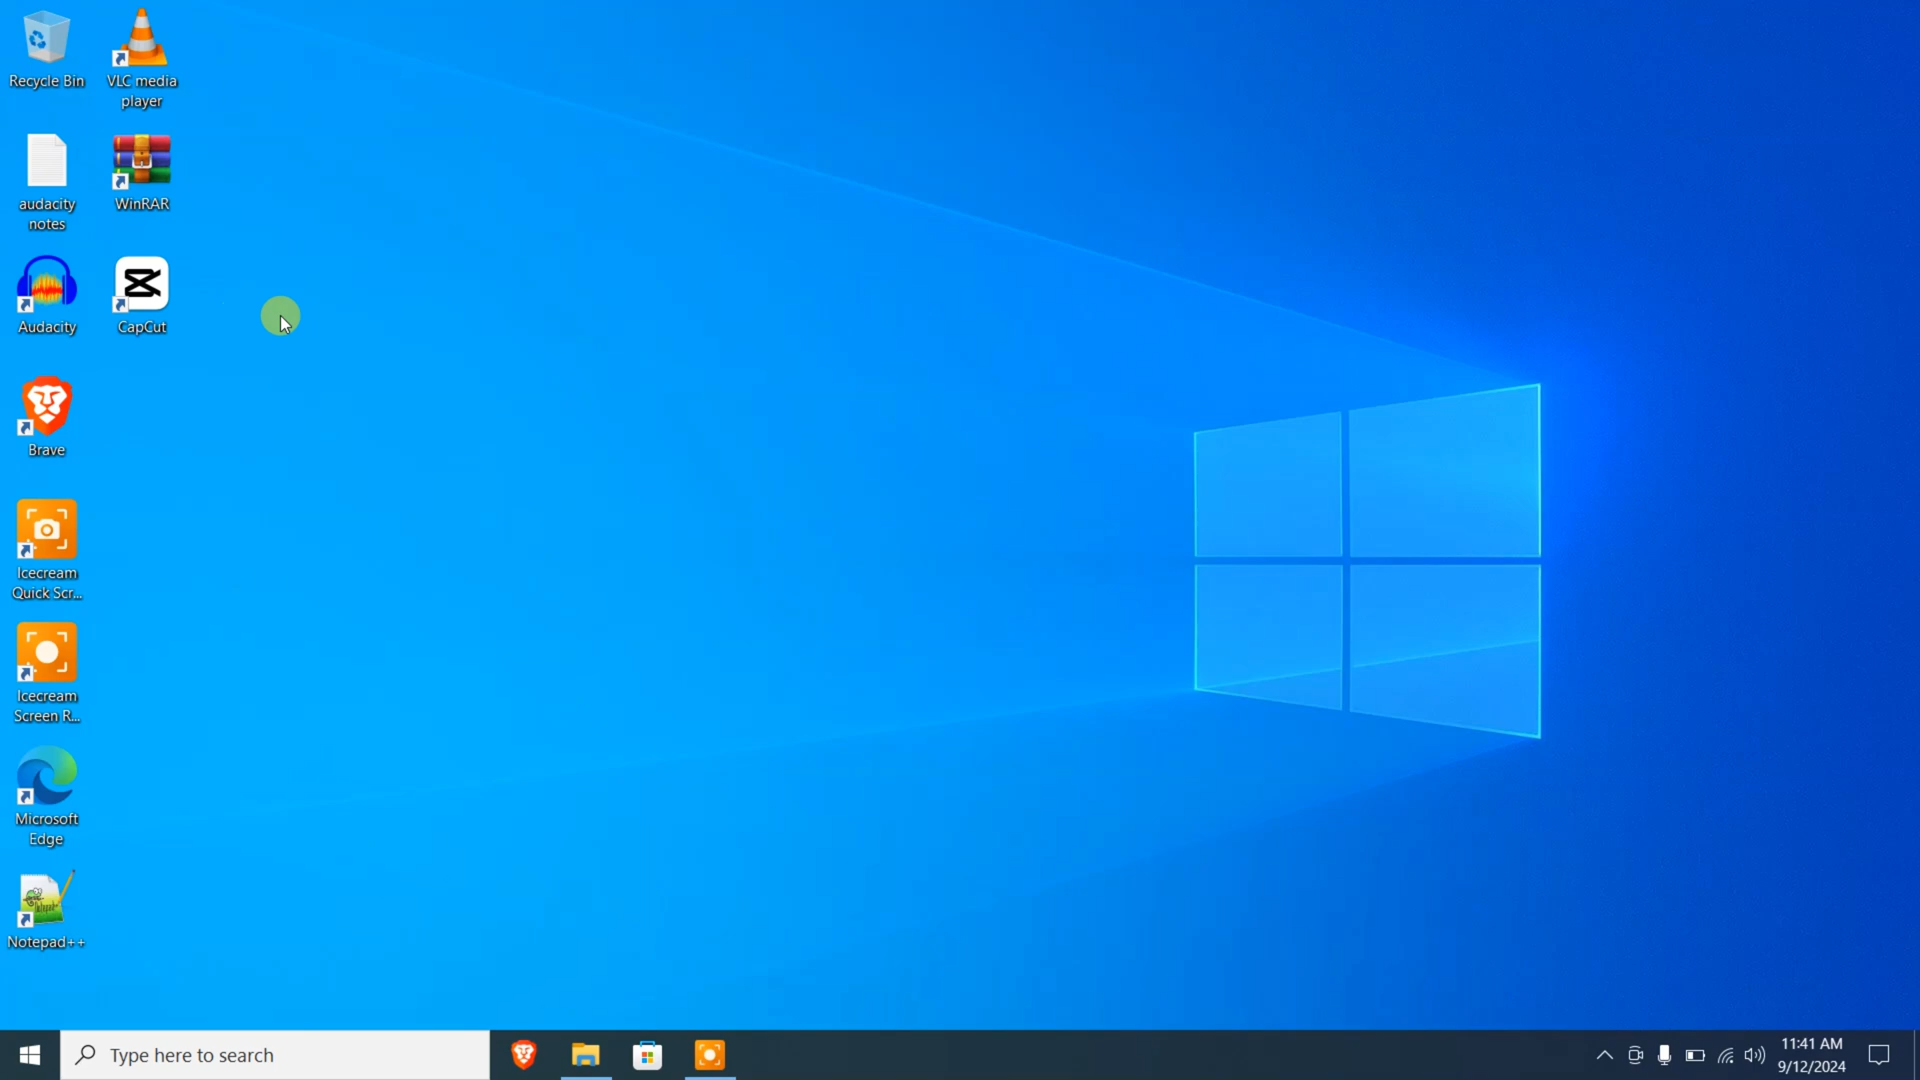 Recycle Bin
VLC media
player
audacity
notes
WinRAR
Audacity
CapCut
Brave
Icecream
Quick Scr...
Icecream
Screen R...
Microsoft
Edge
Notepad++
Type here to search
11:41 AM
9/12/2024